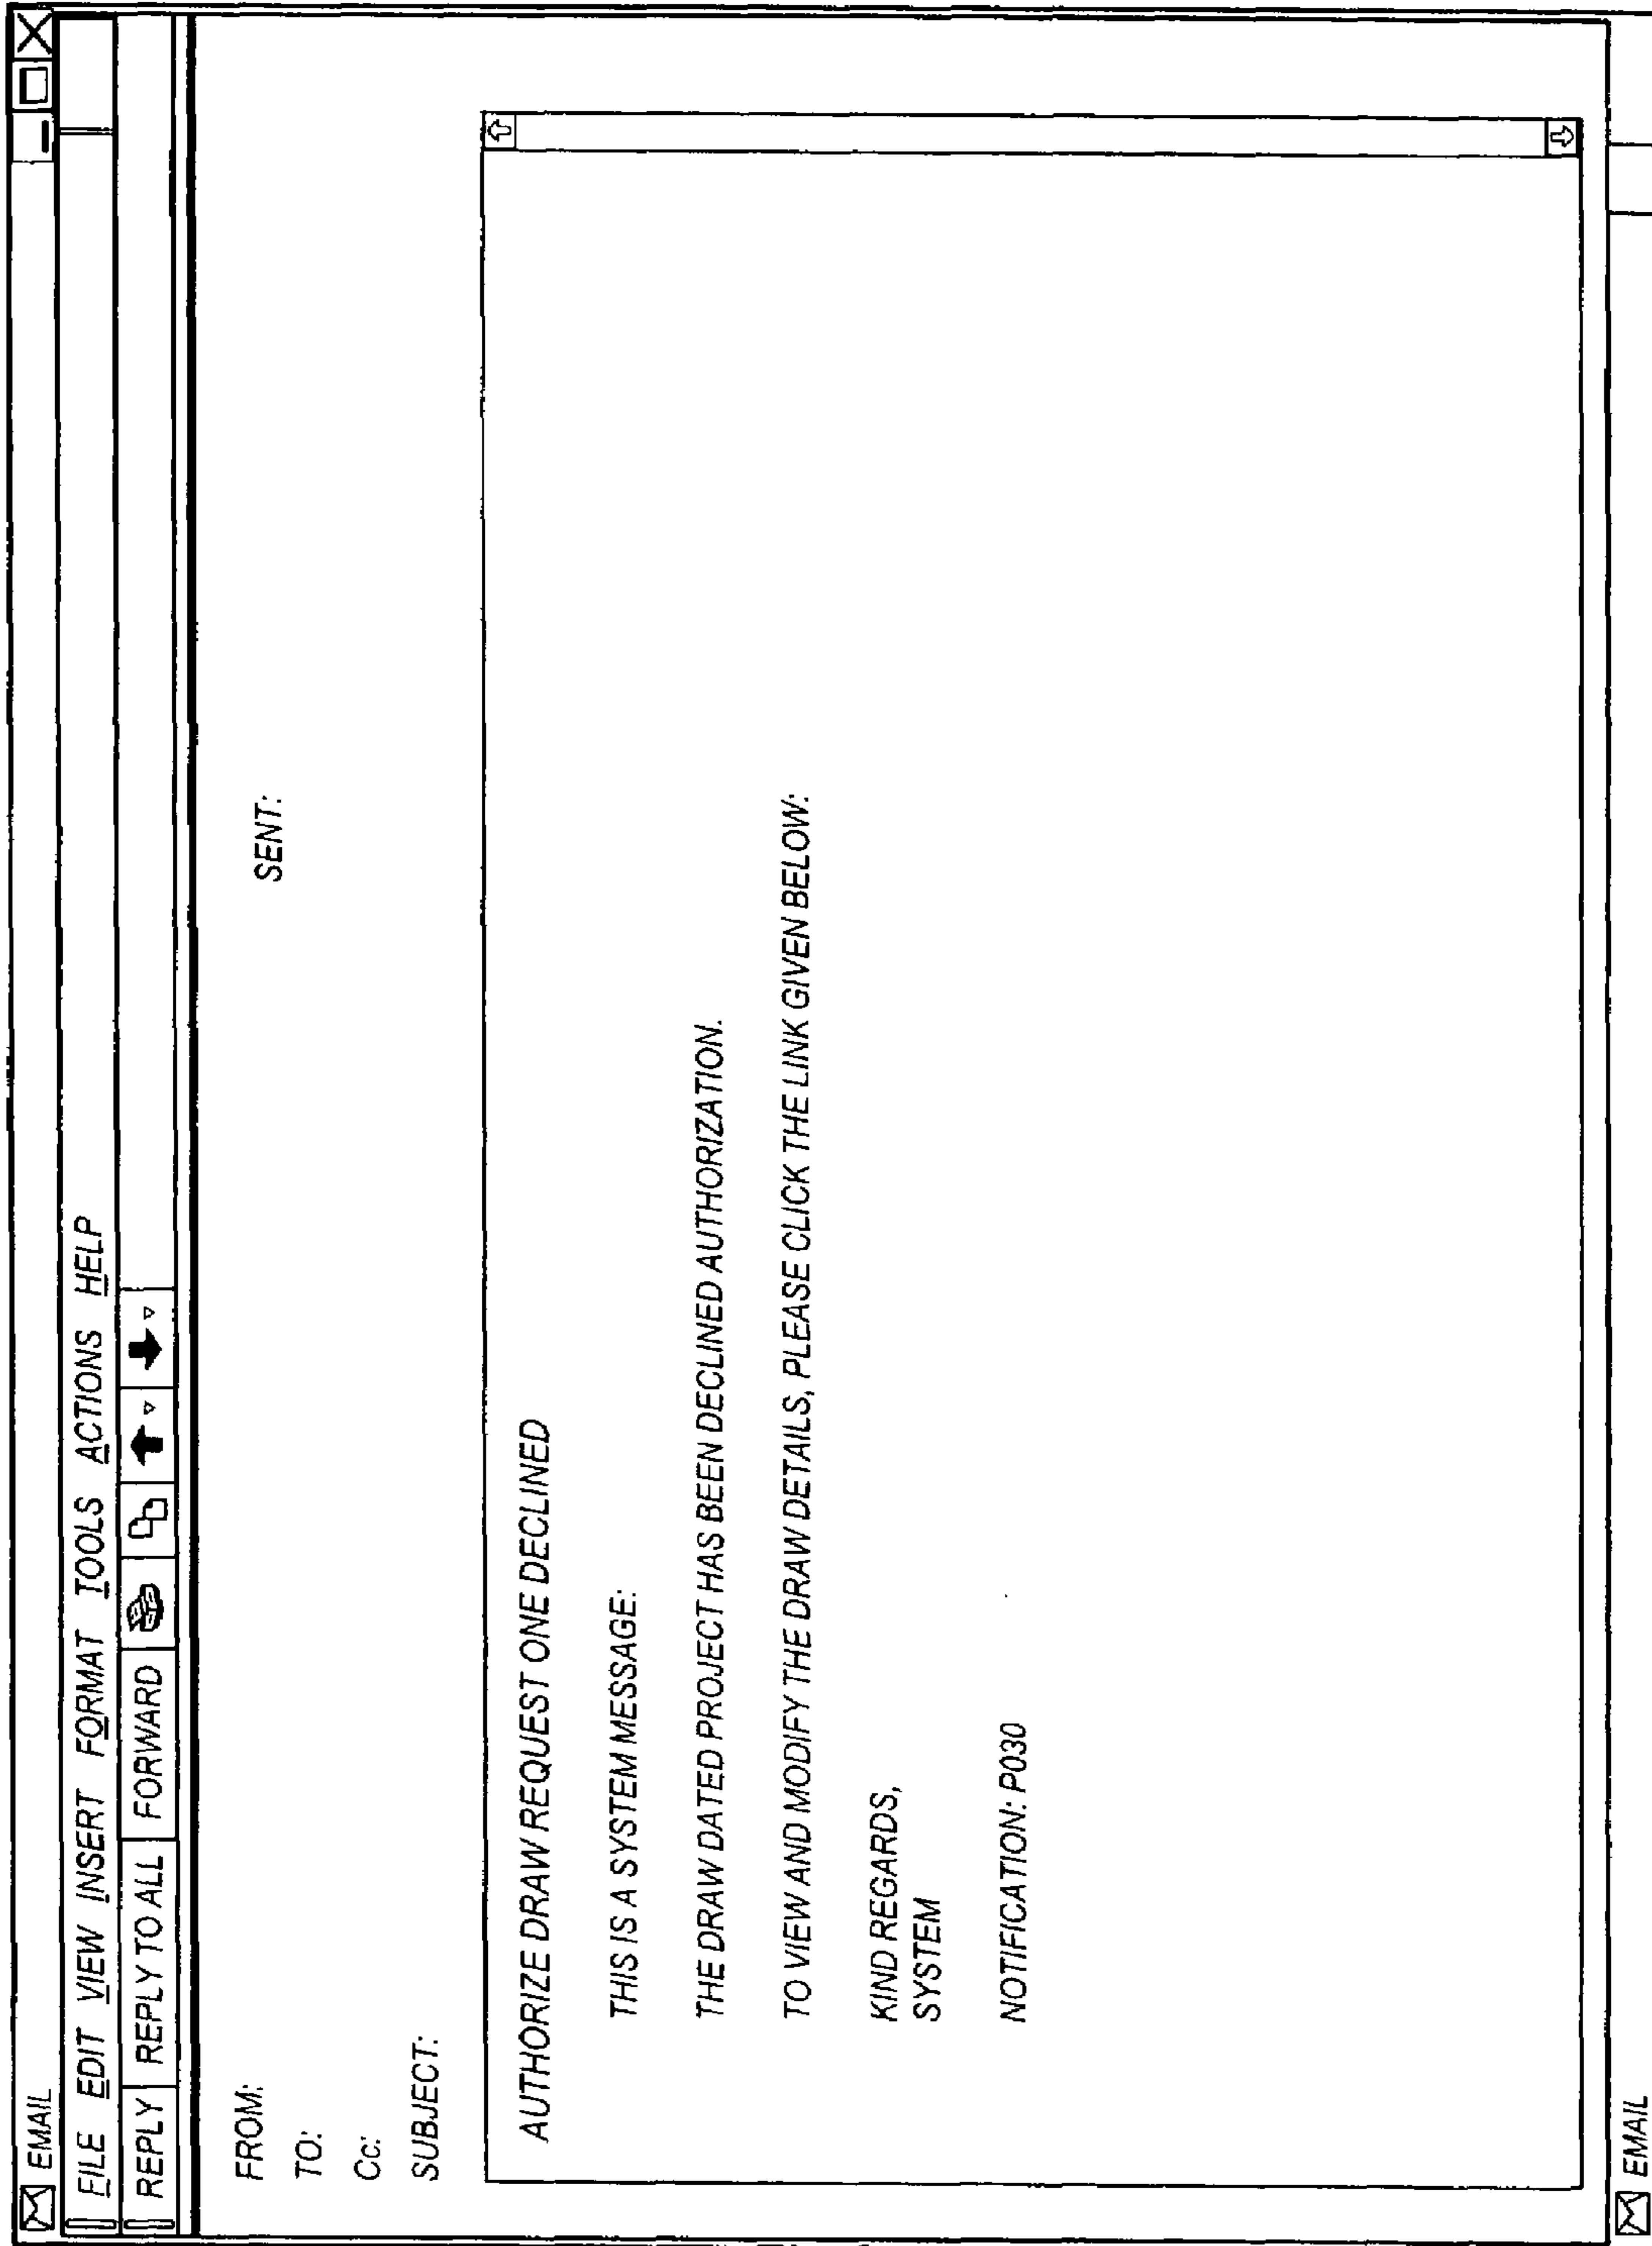 EMAIL
FILE EDIT VIEW INSERT FORMAT TOOLS ACTIONS HELP
REPLY REPLY TO ALL FORWARD
FROM:
SENT:
TO:
Cc:
SUBJECT:
AUTHORIZE DRAW REQUEST ONE DECLINED
THIS IS A SYSTEM MESSAGE:
THE DRAW DATED PROJECT HAS BEEN DECLINED AUTHORIZATION.
TO VIEW AND MODIFY THE DRAW DETAILS, PLEASE CLICK THE LINK GIVEN BELOW:
KIND REGARDS,
SYSTEM
NOTIFICATION: P030
EMAIL